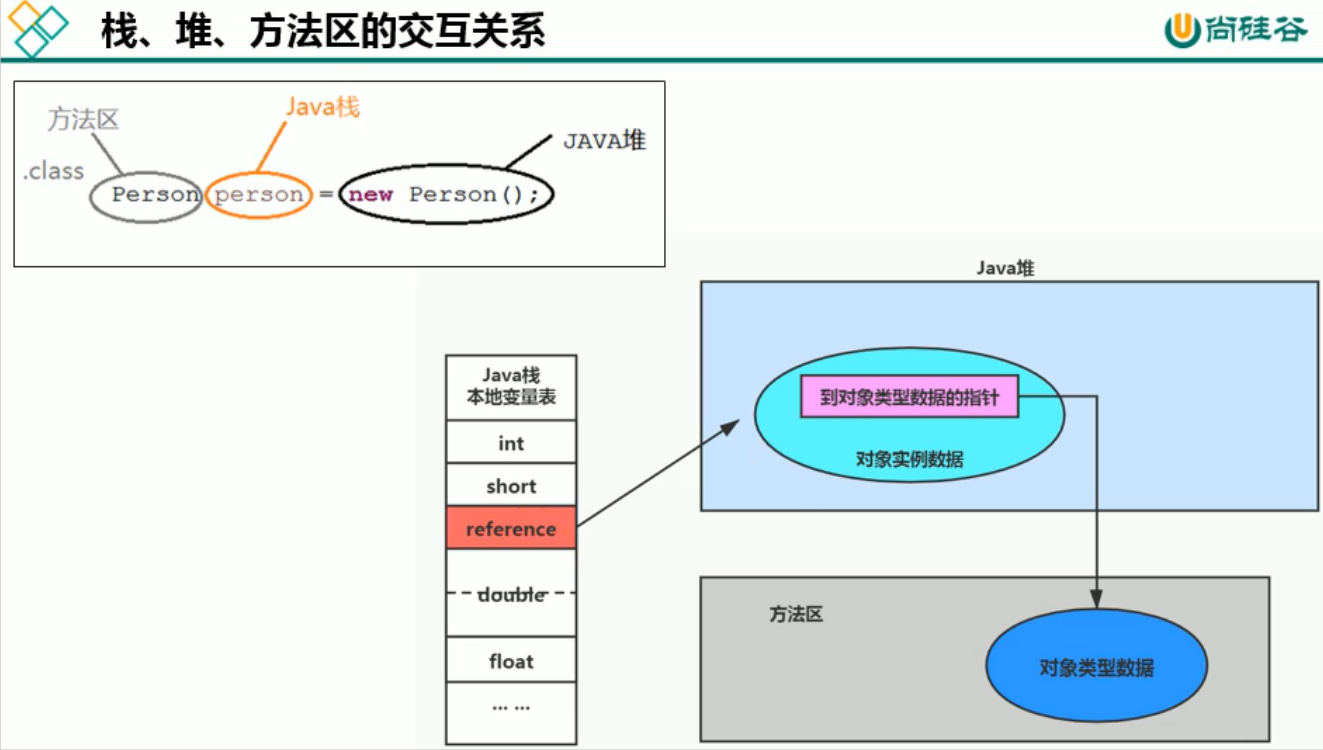 栈、堆、方法区的交互关系
尚硅谷
方法区
Java栈
JAVA堆
.class
Person person = new Person();
Java堆
到对象类型数据的指针
对象实例数据
Java栈
本地变量表
int
short
reference
double
float
... ...
方法区
对象类型数据